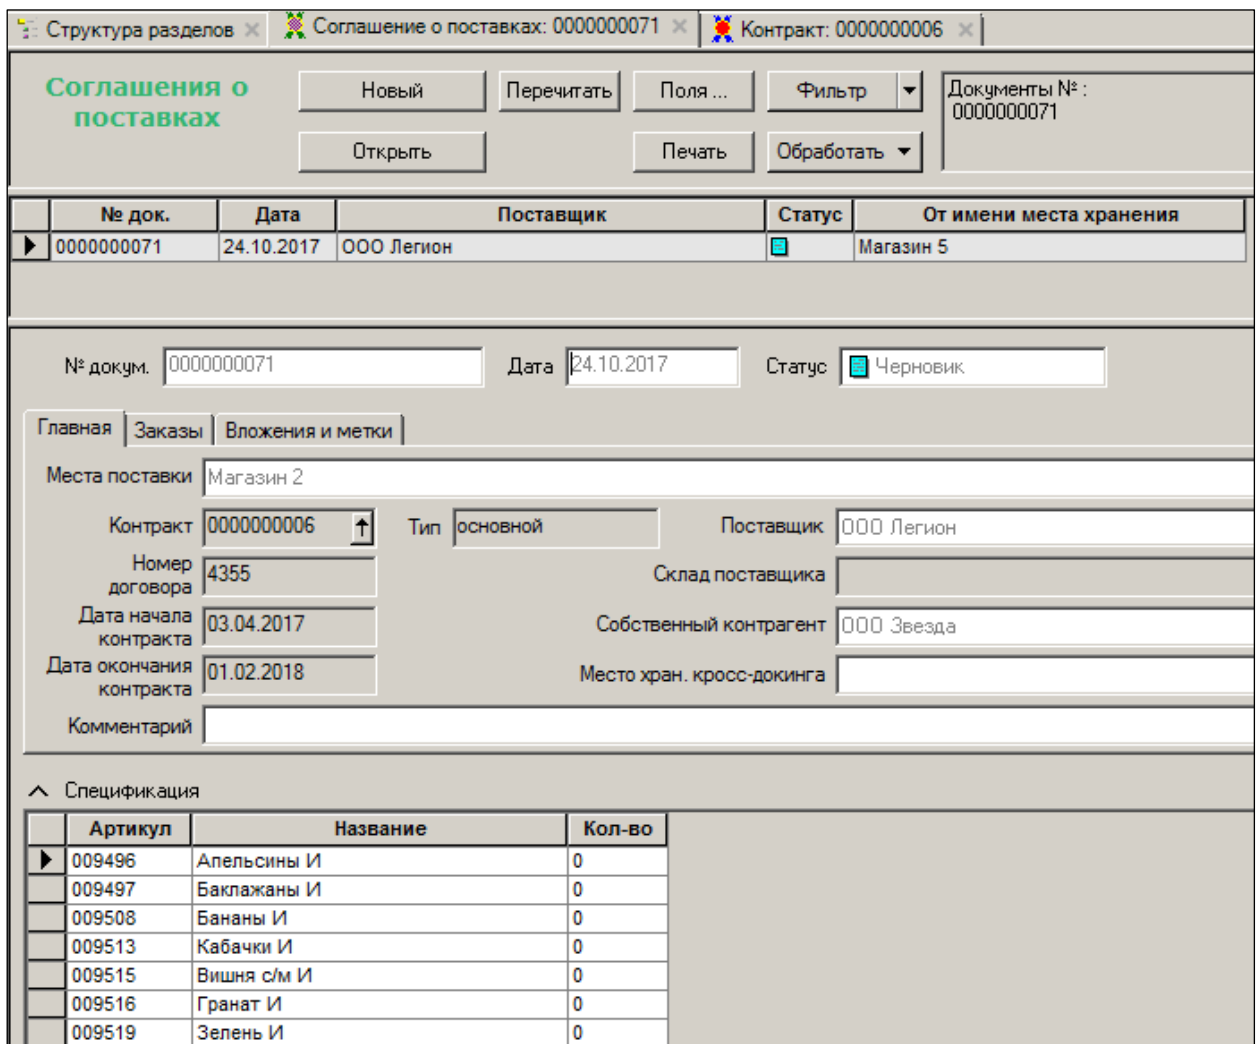 Структура разделов × Соглашение о поставках: 0000000071 × Контракт: 0000000006 ×
Соглашения о поставках
Новый Перечитать Поля ... Фильтр
Открыть Печать Обработать
Документы № :
0000000071
№ док. Дата Поставщик Статус От имени места хранения
0000000071 24.10.2017 ООО Легион Магазин 5
№ докум. 0000000071 Дата 24.10.2017 Статус Черновик
Главная Заказы Вложения и метки
Места поставки Магазин 2
Контракт 0000000006 Тип основной Поставщик ООО Легион
Номер договора 4355 Склад поставщика
Дата начала контракта 03.04.2017 Собственный контрагент ООО Звезда
Дата окончания контракта 01.02.2018 Место хран. кросс-докинга
Комментарий
Спецификация
Артикул Название Кол-во
009496 Апельсины И 0
009497 Баклажаны И 0
009508 Бананы И 0
009513 Кабачки И 0
009515 Вишня с/м И 0
009516 Гранат И 0
009519 Зелень И 0